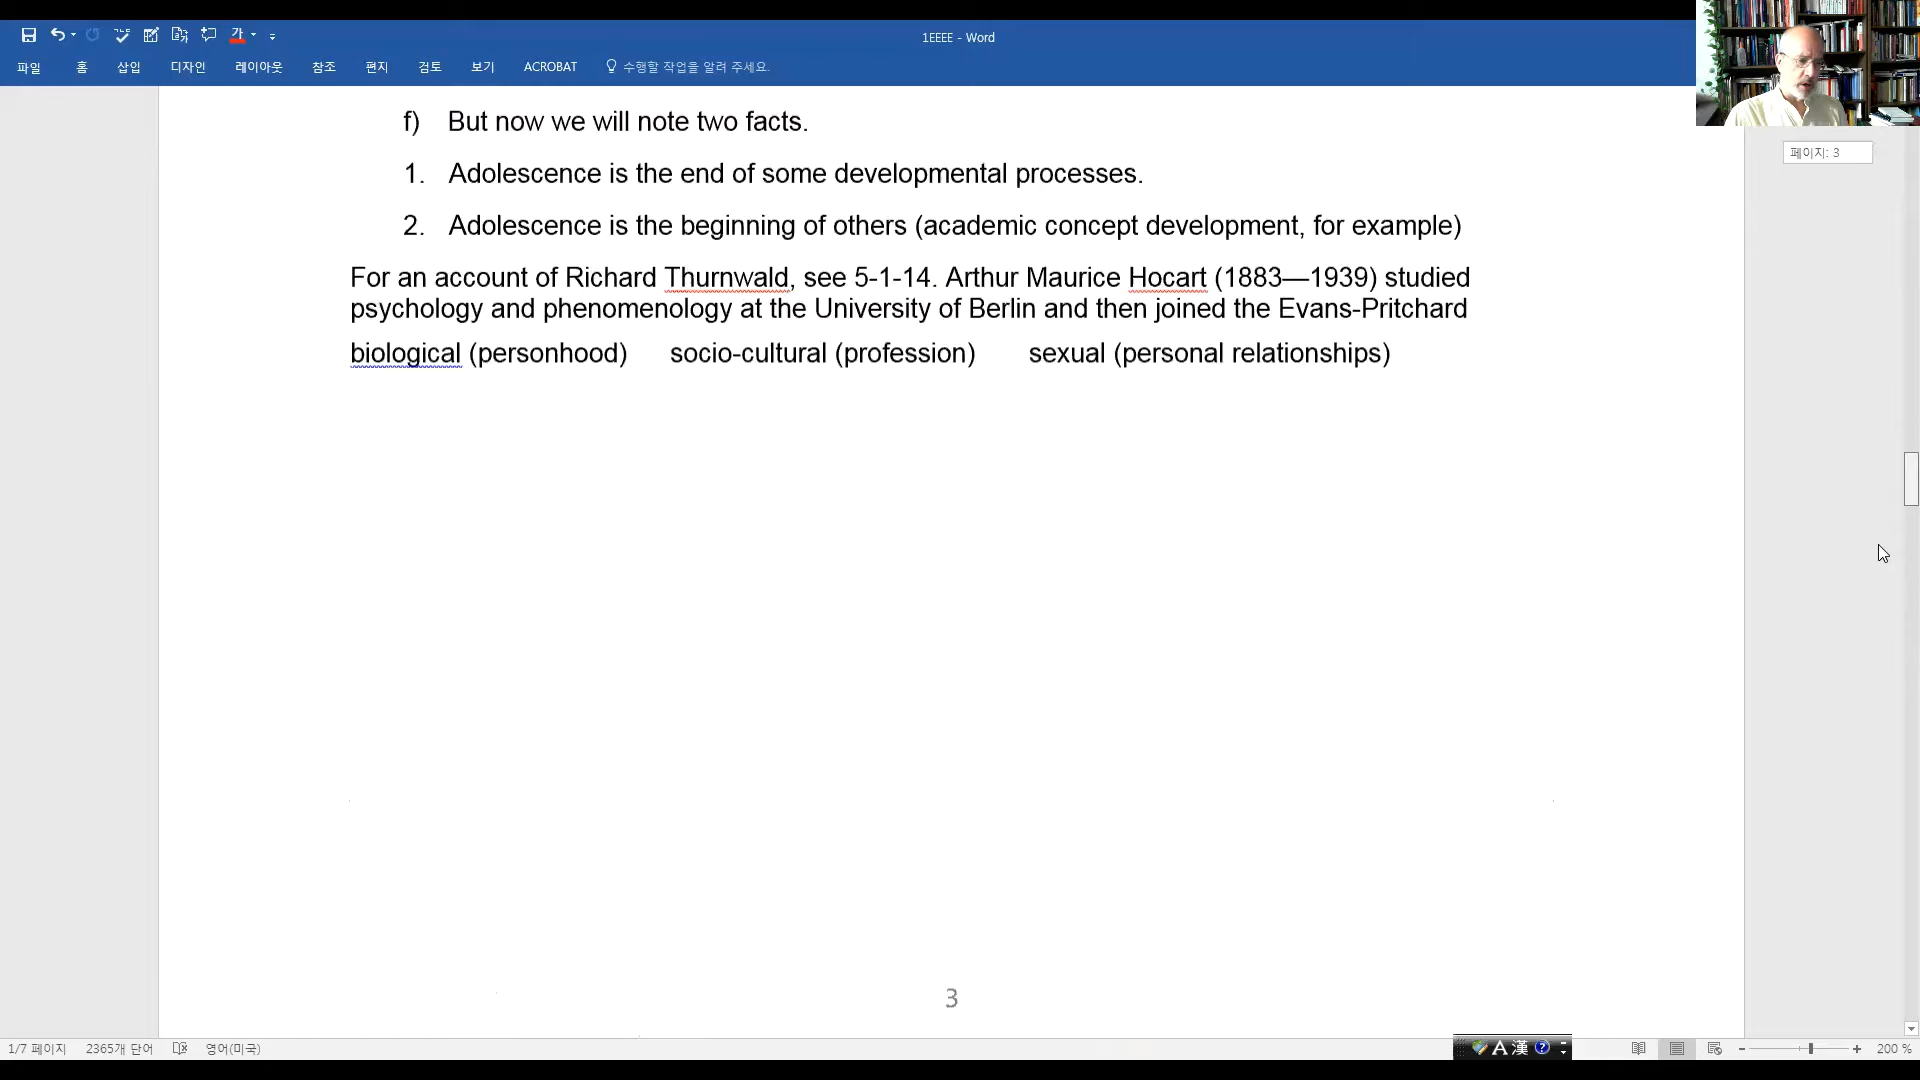 1EEEE - Word
가
파일
홈
삽입
디자인
레이아웃
참조
편지
검토
보기
ACROBAT
수행할 작업을 알려 주세요.
페이지: 3
f) But now we will note two facts.
1. Adolescence is the end of some developmental processes.
2. Adolescence is the beginning of others (academic concept development, for example)
For an account of Richard Thurnwald, see 5-1-14. Arthur Maurice Hocart (1883—1939) studied
psychology and phenomenology at the University of Berlin and then joined the Evans-Pritchard
biological (personhood) socio-cultural (profession) sexual (personal relationships)
3
1/7 페이지
2365개 단어
영어(미국)
A 漢 ?
200 %